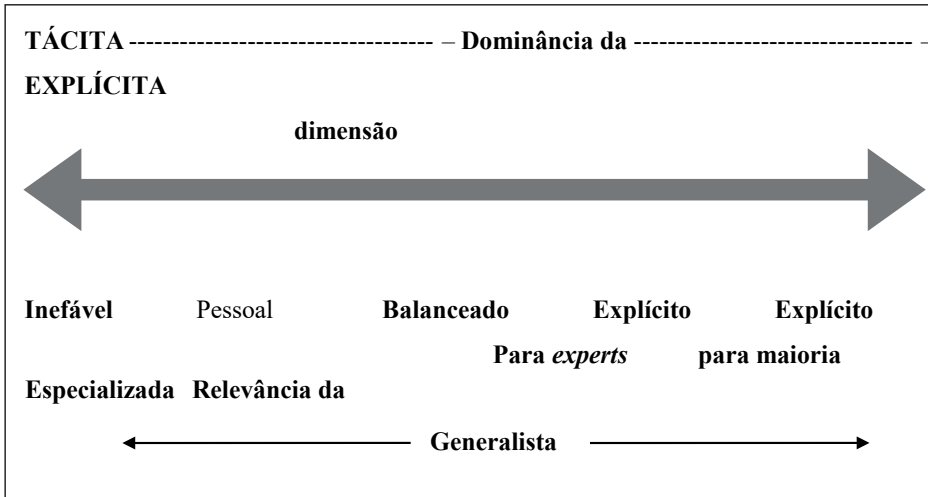 TÁCITA ------------------------------------ – Dominância da --------------------------------- –
EXPLÍCITA
dimensão
Inefável Pessoal Balanceado Explícito Explícito
Para experts para maioria
Especializada Relevância da
Generalista